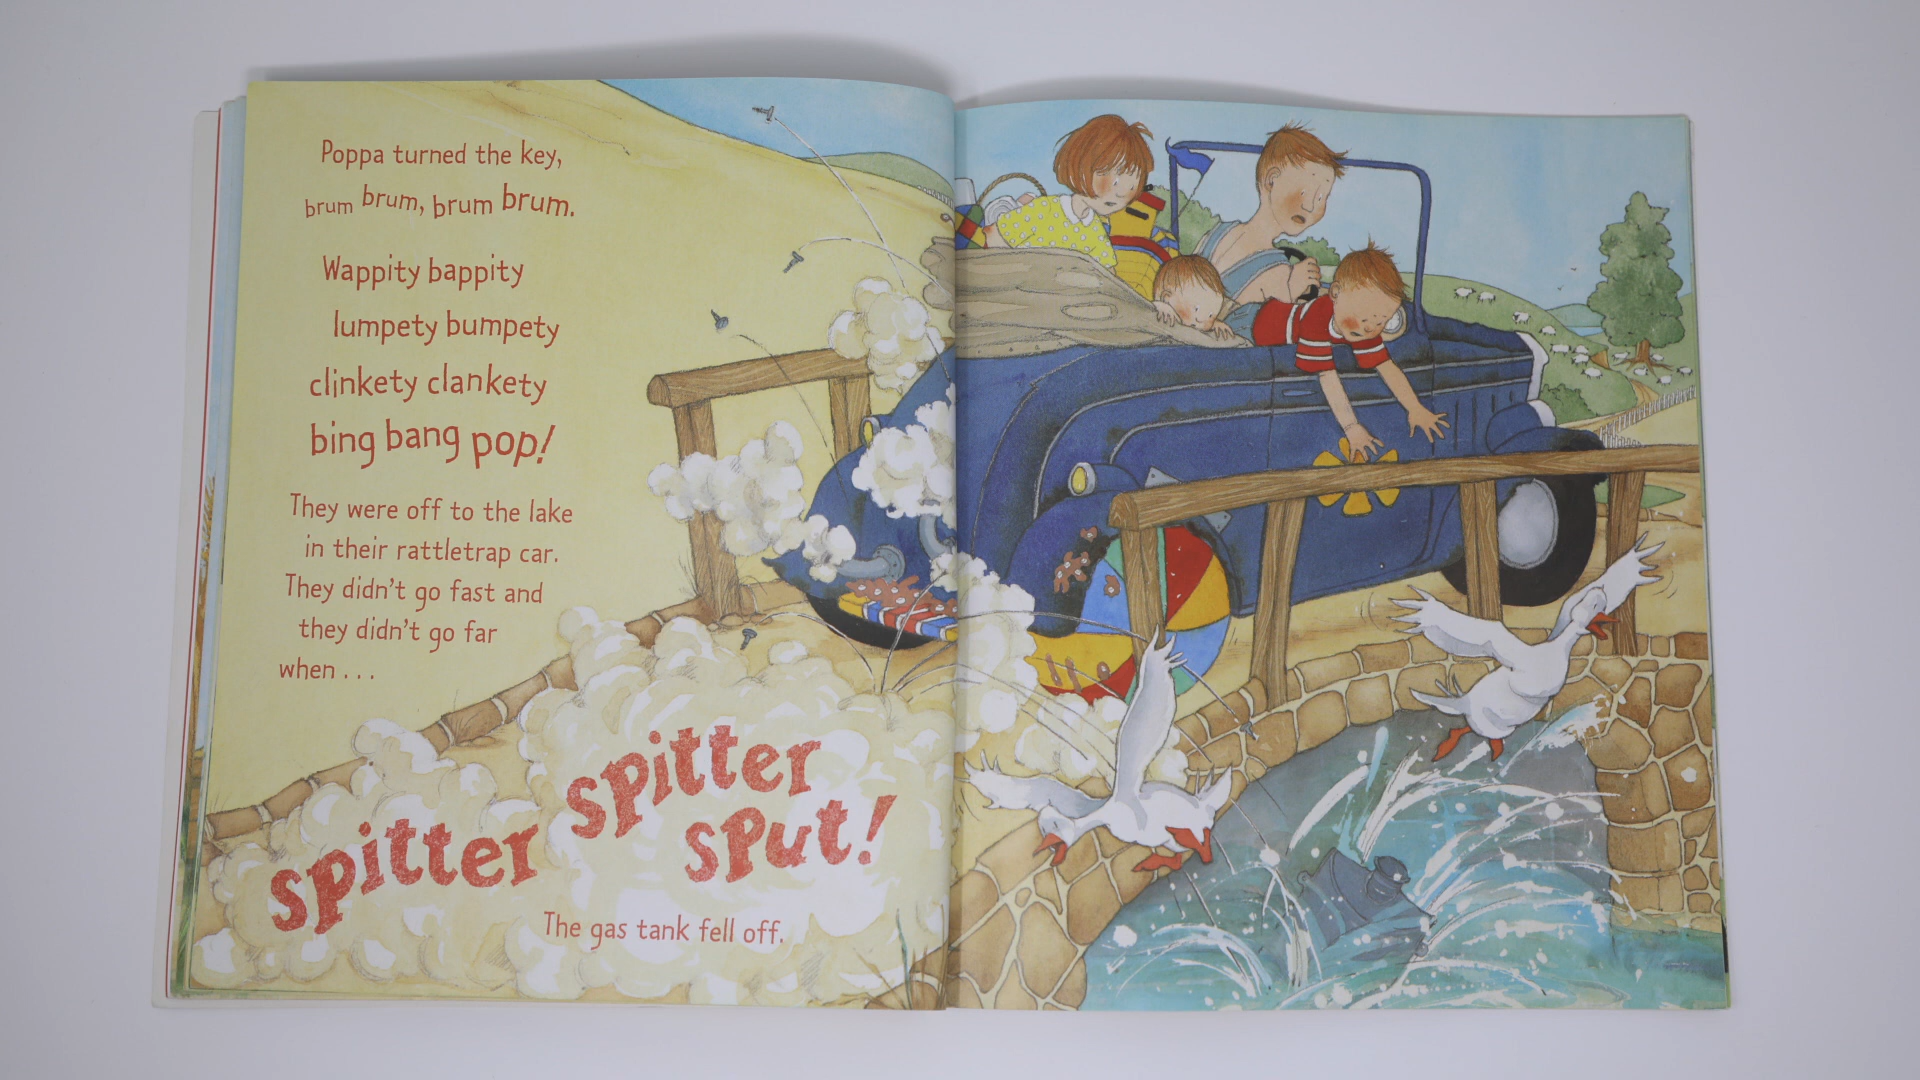 Poppa turned the key,
brum brum, brum brum.
Wappity bappity
lumpety bumpety
clinkety clankety
bing bang pop!
They were off to the lake
in their rattletrap car.
They didn't go fast and
they didn't go far
when . . .
spitter spitter
sput!
The gas tank fell off.